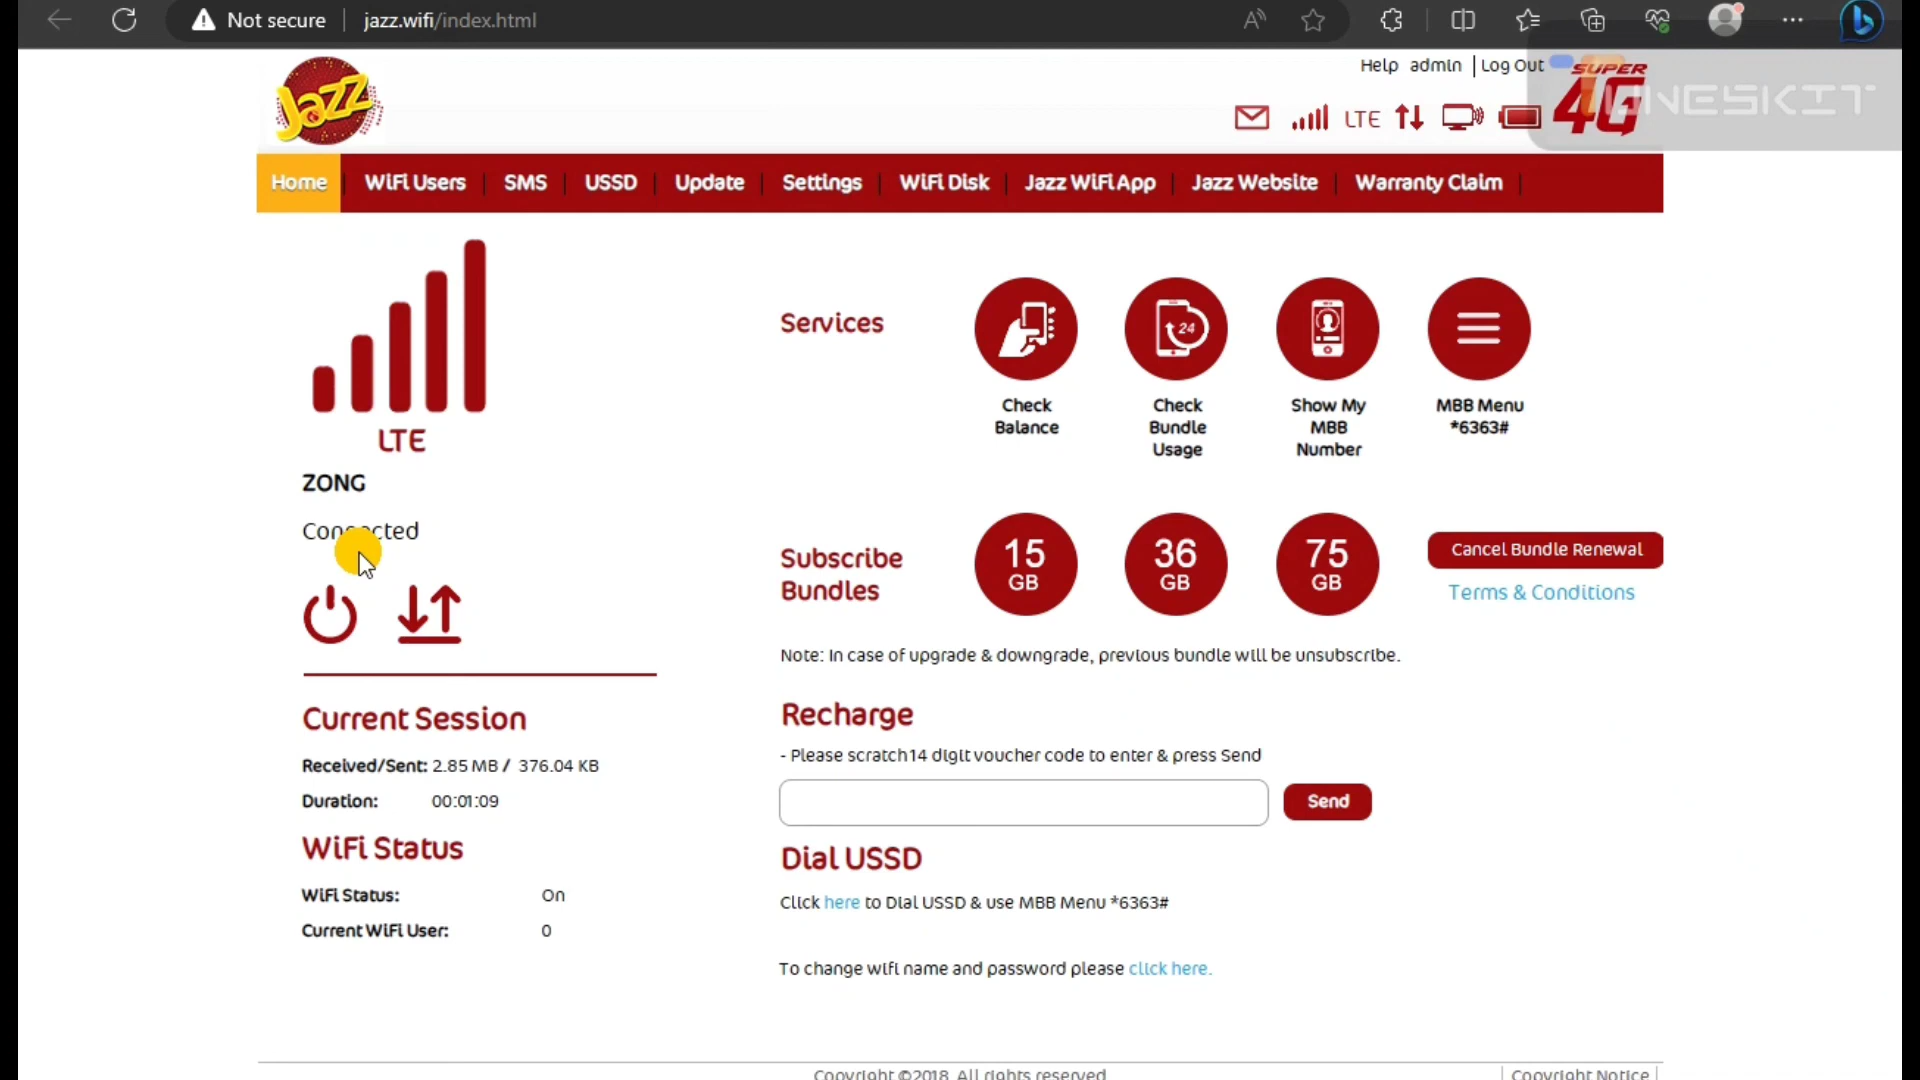 Not secure jazz.wifi/index.html
Help admin Log Out
Jazz
LTE
SUPER
4G
Home WiFi Users SMS USSD Update Settings WiFi Disk Jazz WiFi App Jazz Website Warranty Claim
LTE
ZONG
Connected
Current Session
Received/Sent: 2.85 MB / 376.04 KB
Duration: 00:01:09
WiFi Status
WiFi Status: On
Current WiFi User: 0
Services
24
Check
Balance
Check
Bundle
Usage
Show My
MBB
Number
MBB Menu
*6363#
Subscribe
Bundles
15
GB
36
GB
75
GB
Cancel Bundle Renewal
Terms & Conditions
Note: In case of upgrade & downgrade, previous bundle will be unsubscribe.
Recharge
- Please scratch14 digit voucher code to enter & press Send
Send
Dial USSD
Click here to Dial USSD & use MBB Menu *6363#
To change wifi name and password please click here.
Copyright ©2018. All rights reserved
Copyright Notice